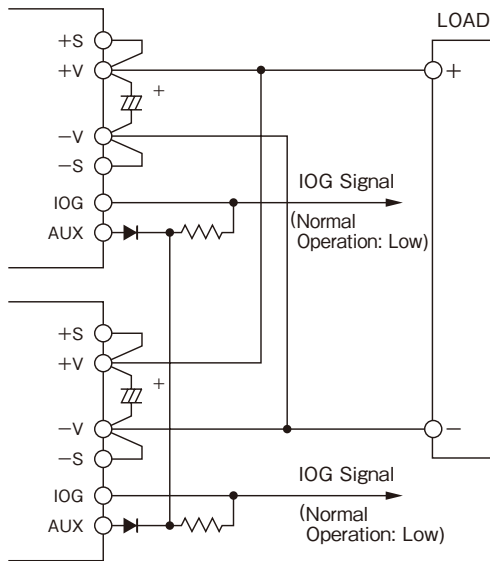 LOAD
+S
+V
+
+
−V
−S
IOG
IOG Signal
AUX
(Normal
Operation: Low)
+S
+V
+
−V
−
−S
IOG
IOG Signal
AUX
(Normal
Operation: Low)